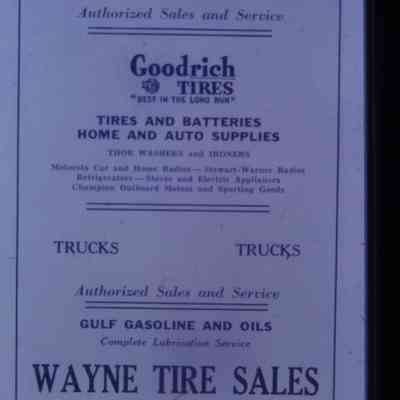 Authorized Sales and Service
Goodrich
TIRES
"BEST IN THE LONG RUN"
TIRES AND BATTERIES
HOME AND AUTO SUPPLIES
THOR WASHERS and IRONERS
Motorola Car and Home Radios — Stewart-Warner Radios
Refrigerators — Stoves and Electric Appliances
Champion Outboard Motors and Sporting Goods
TRUCKS TRUCKS
Authorized Sales and Service
GULF GASOLINE AND OILS
Complete Lubrication Service
WAYNE TIRE SALES